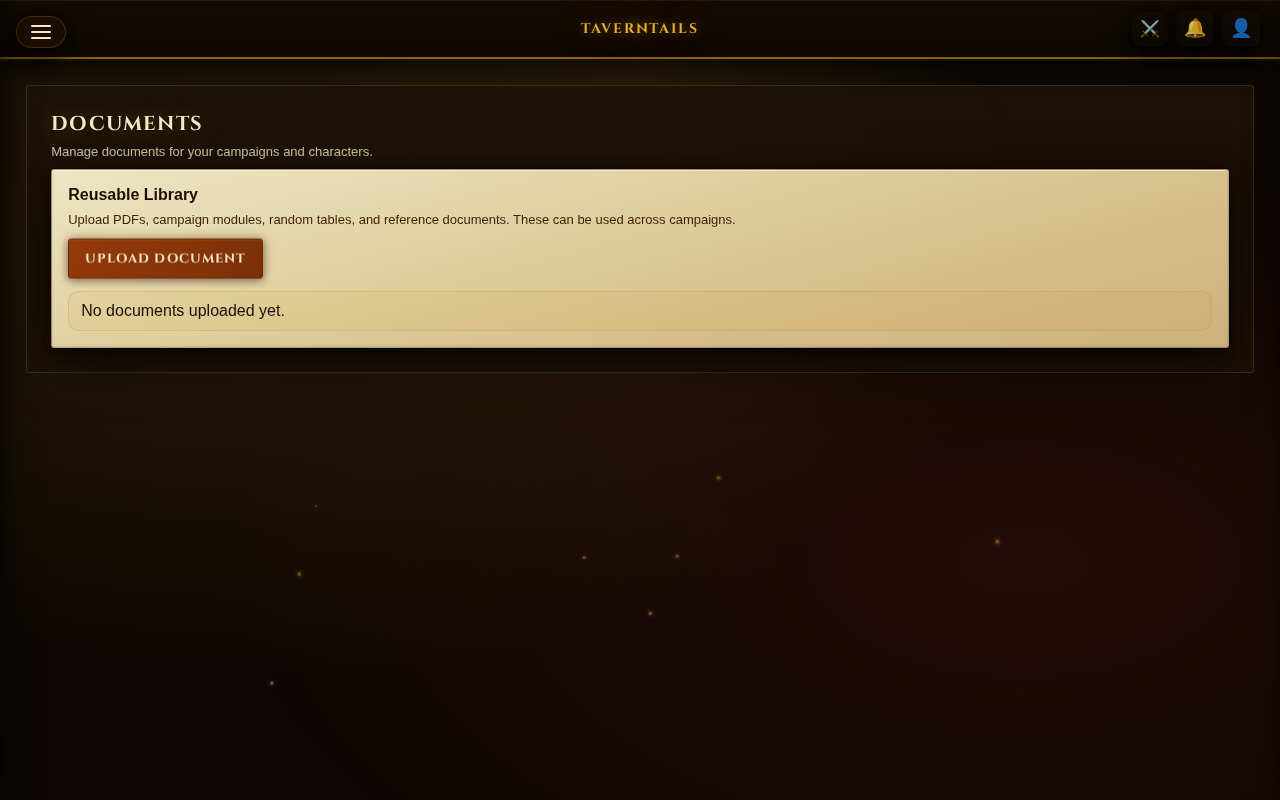 TAVERNTAILS
DOCUMENTS
Manage documents for your campaigns and characters.
Reusable Library
Upload PDFs, campaign modules, random tables, and reference documents. These can be used across campaigns.
UPLOAD DOCUMENT
No documents uploaded yet.